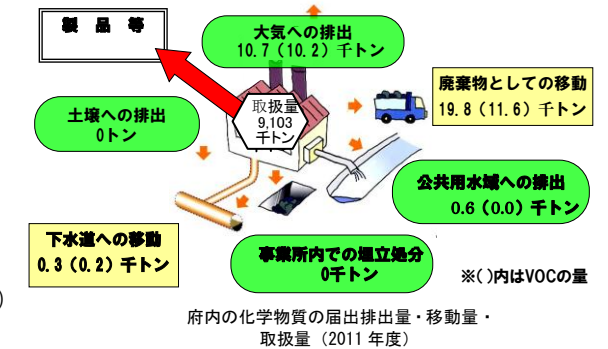 製品等
大気への排出
10.7（10.2）千トン
廃棄物としての移動
19.8（11.6）千トン
取扱量
9,103
千トン
土壌への排出
0トン
公共用水域への排出
0.6（0.0）千トン
下水道への移動
0.3（0.2）千トン
事業所内での埋立処分
0千トン
※( )内はVOCの量
)
府内の化学物質の届出排出量・移動量・
取扱量（2011 年度）